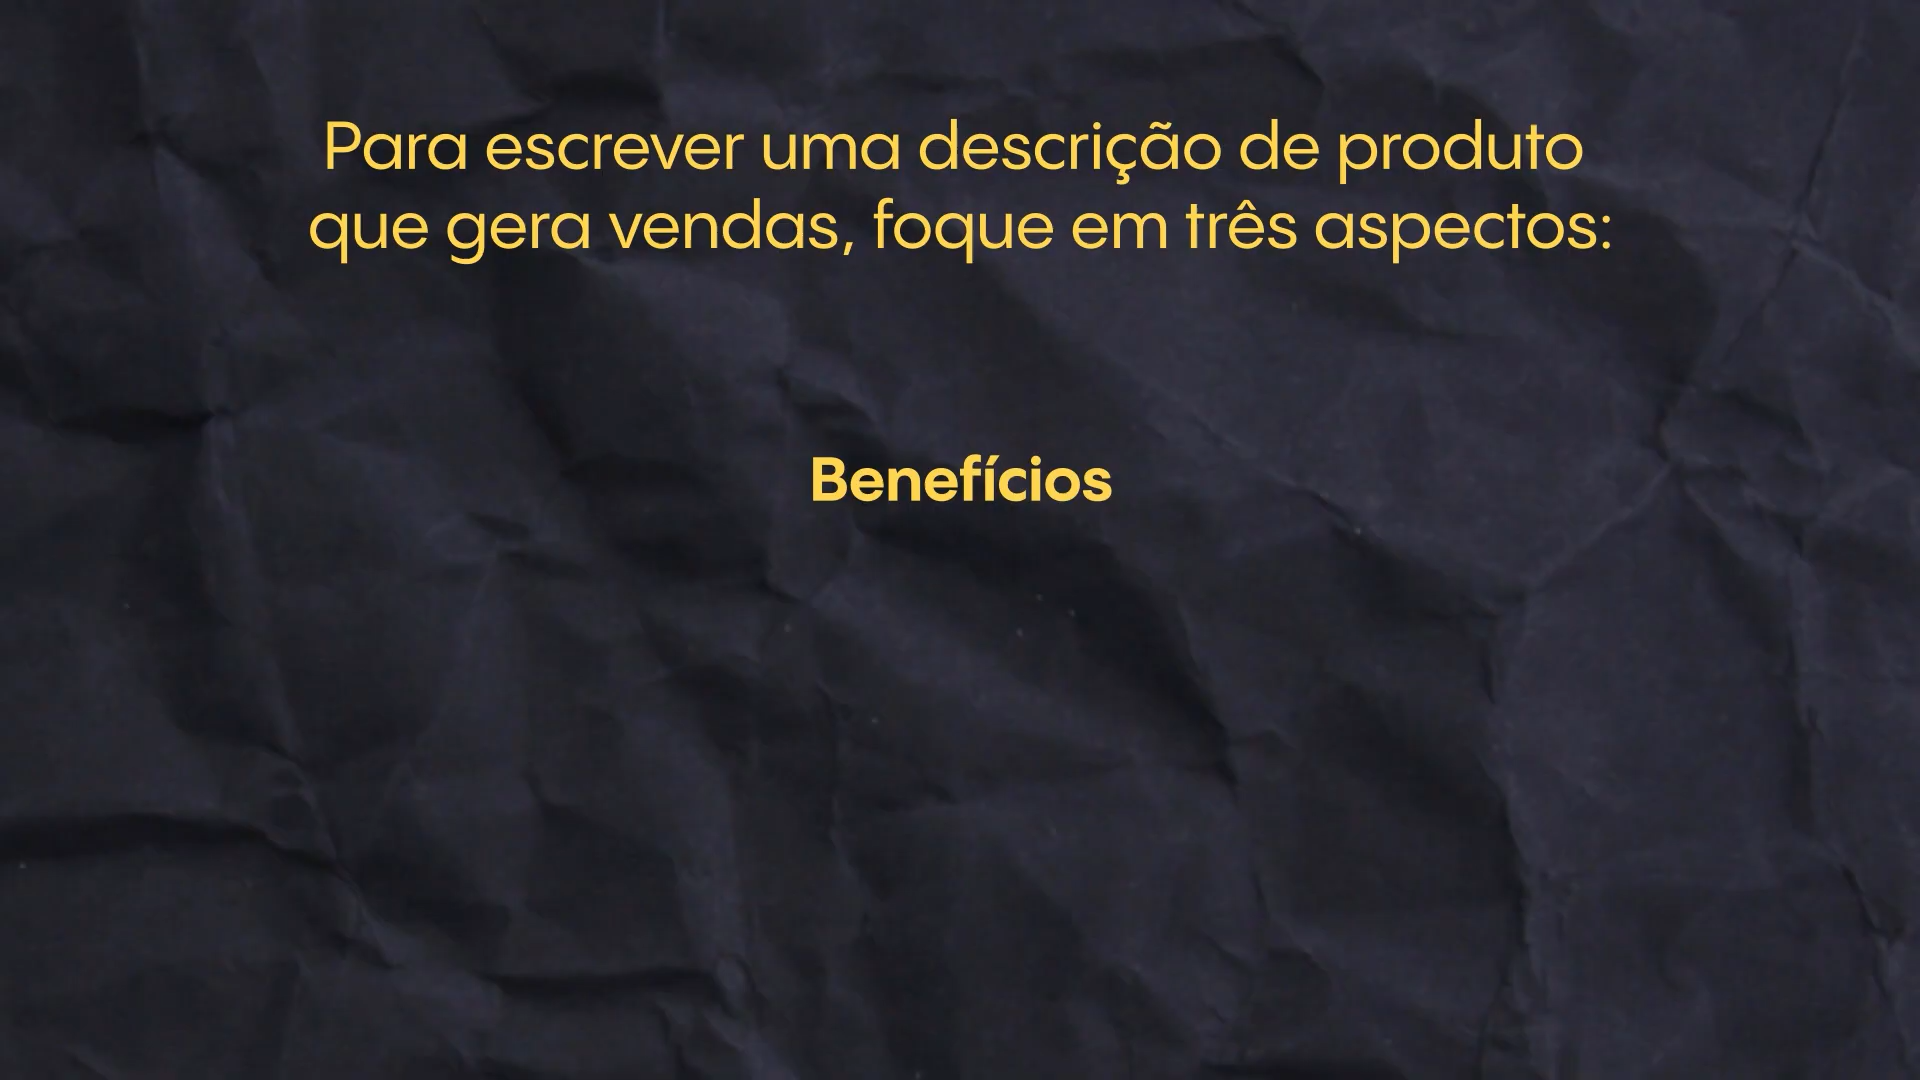 Para escrever uma descrição de produto
que gera vendas, foque em três aspectos:
Benefícios